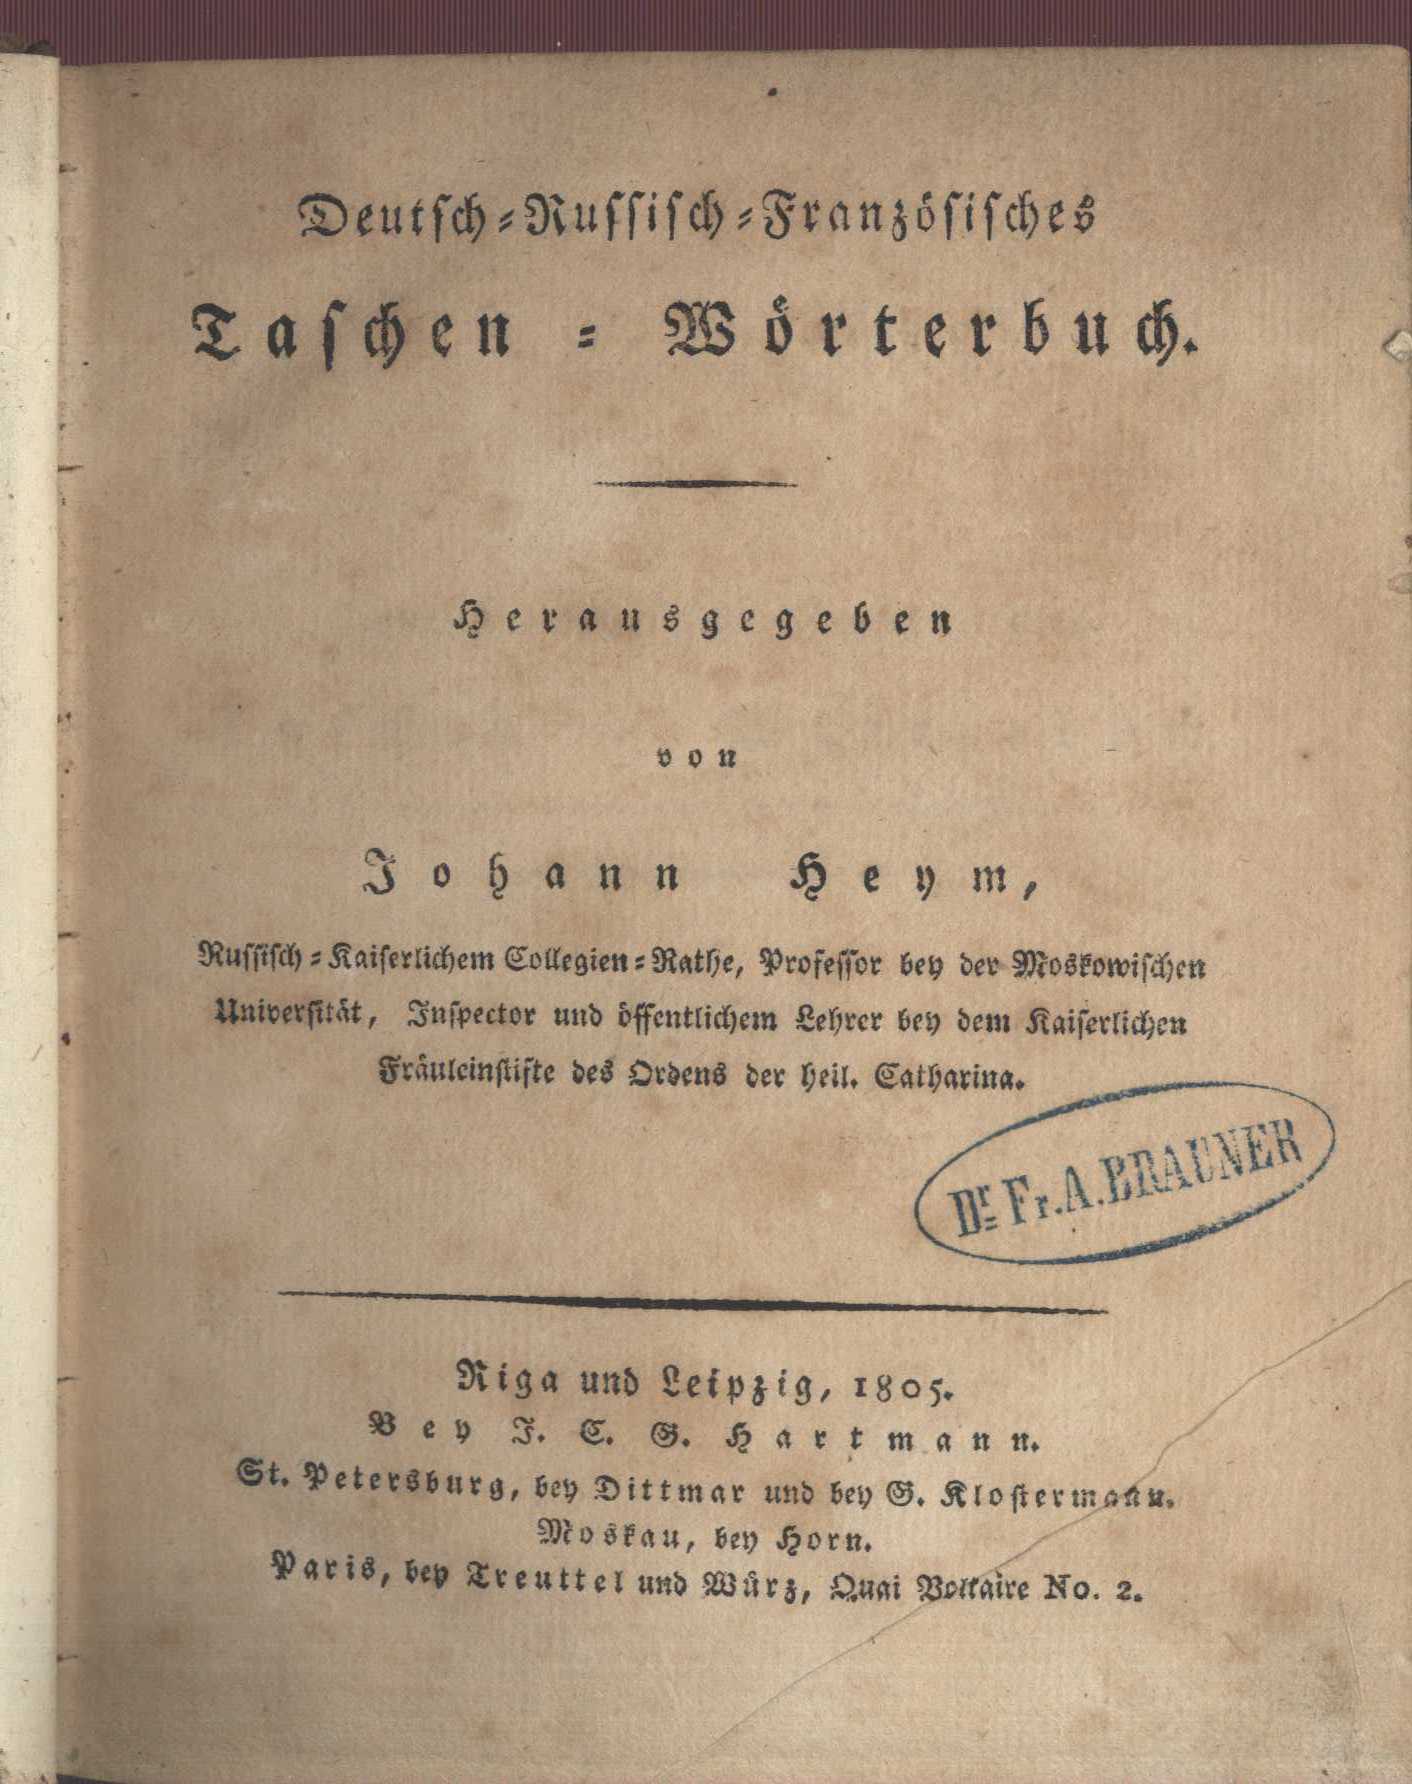 Deutsch-Russisch-Französisches
Taschen-Wörterbuch.
Herausgegeben
von
Johann Heym,
Russisch-Kaiserlichem Collegien-Rathe, Professor bey der Moskowischen
Universität, Inspector und öffentlichem Lehrer bey dem Kaiserlichen
Fräuleinstifte des Ordens der heil. Catharina.
Dr. Fr. A. BRAUNER
Riga und Leipzig, 1805.
Bey J. C. G. Hartmann.
St. Petersburg, bey Dittmar und bey G. Klostermann.
Moskau, bey Horn.
Paris, bey Treuttel und Würz, Quai Voltaire No. 2.